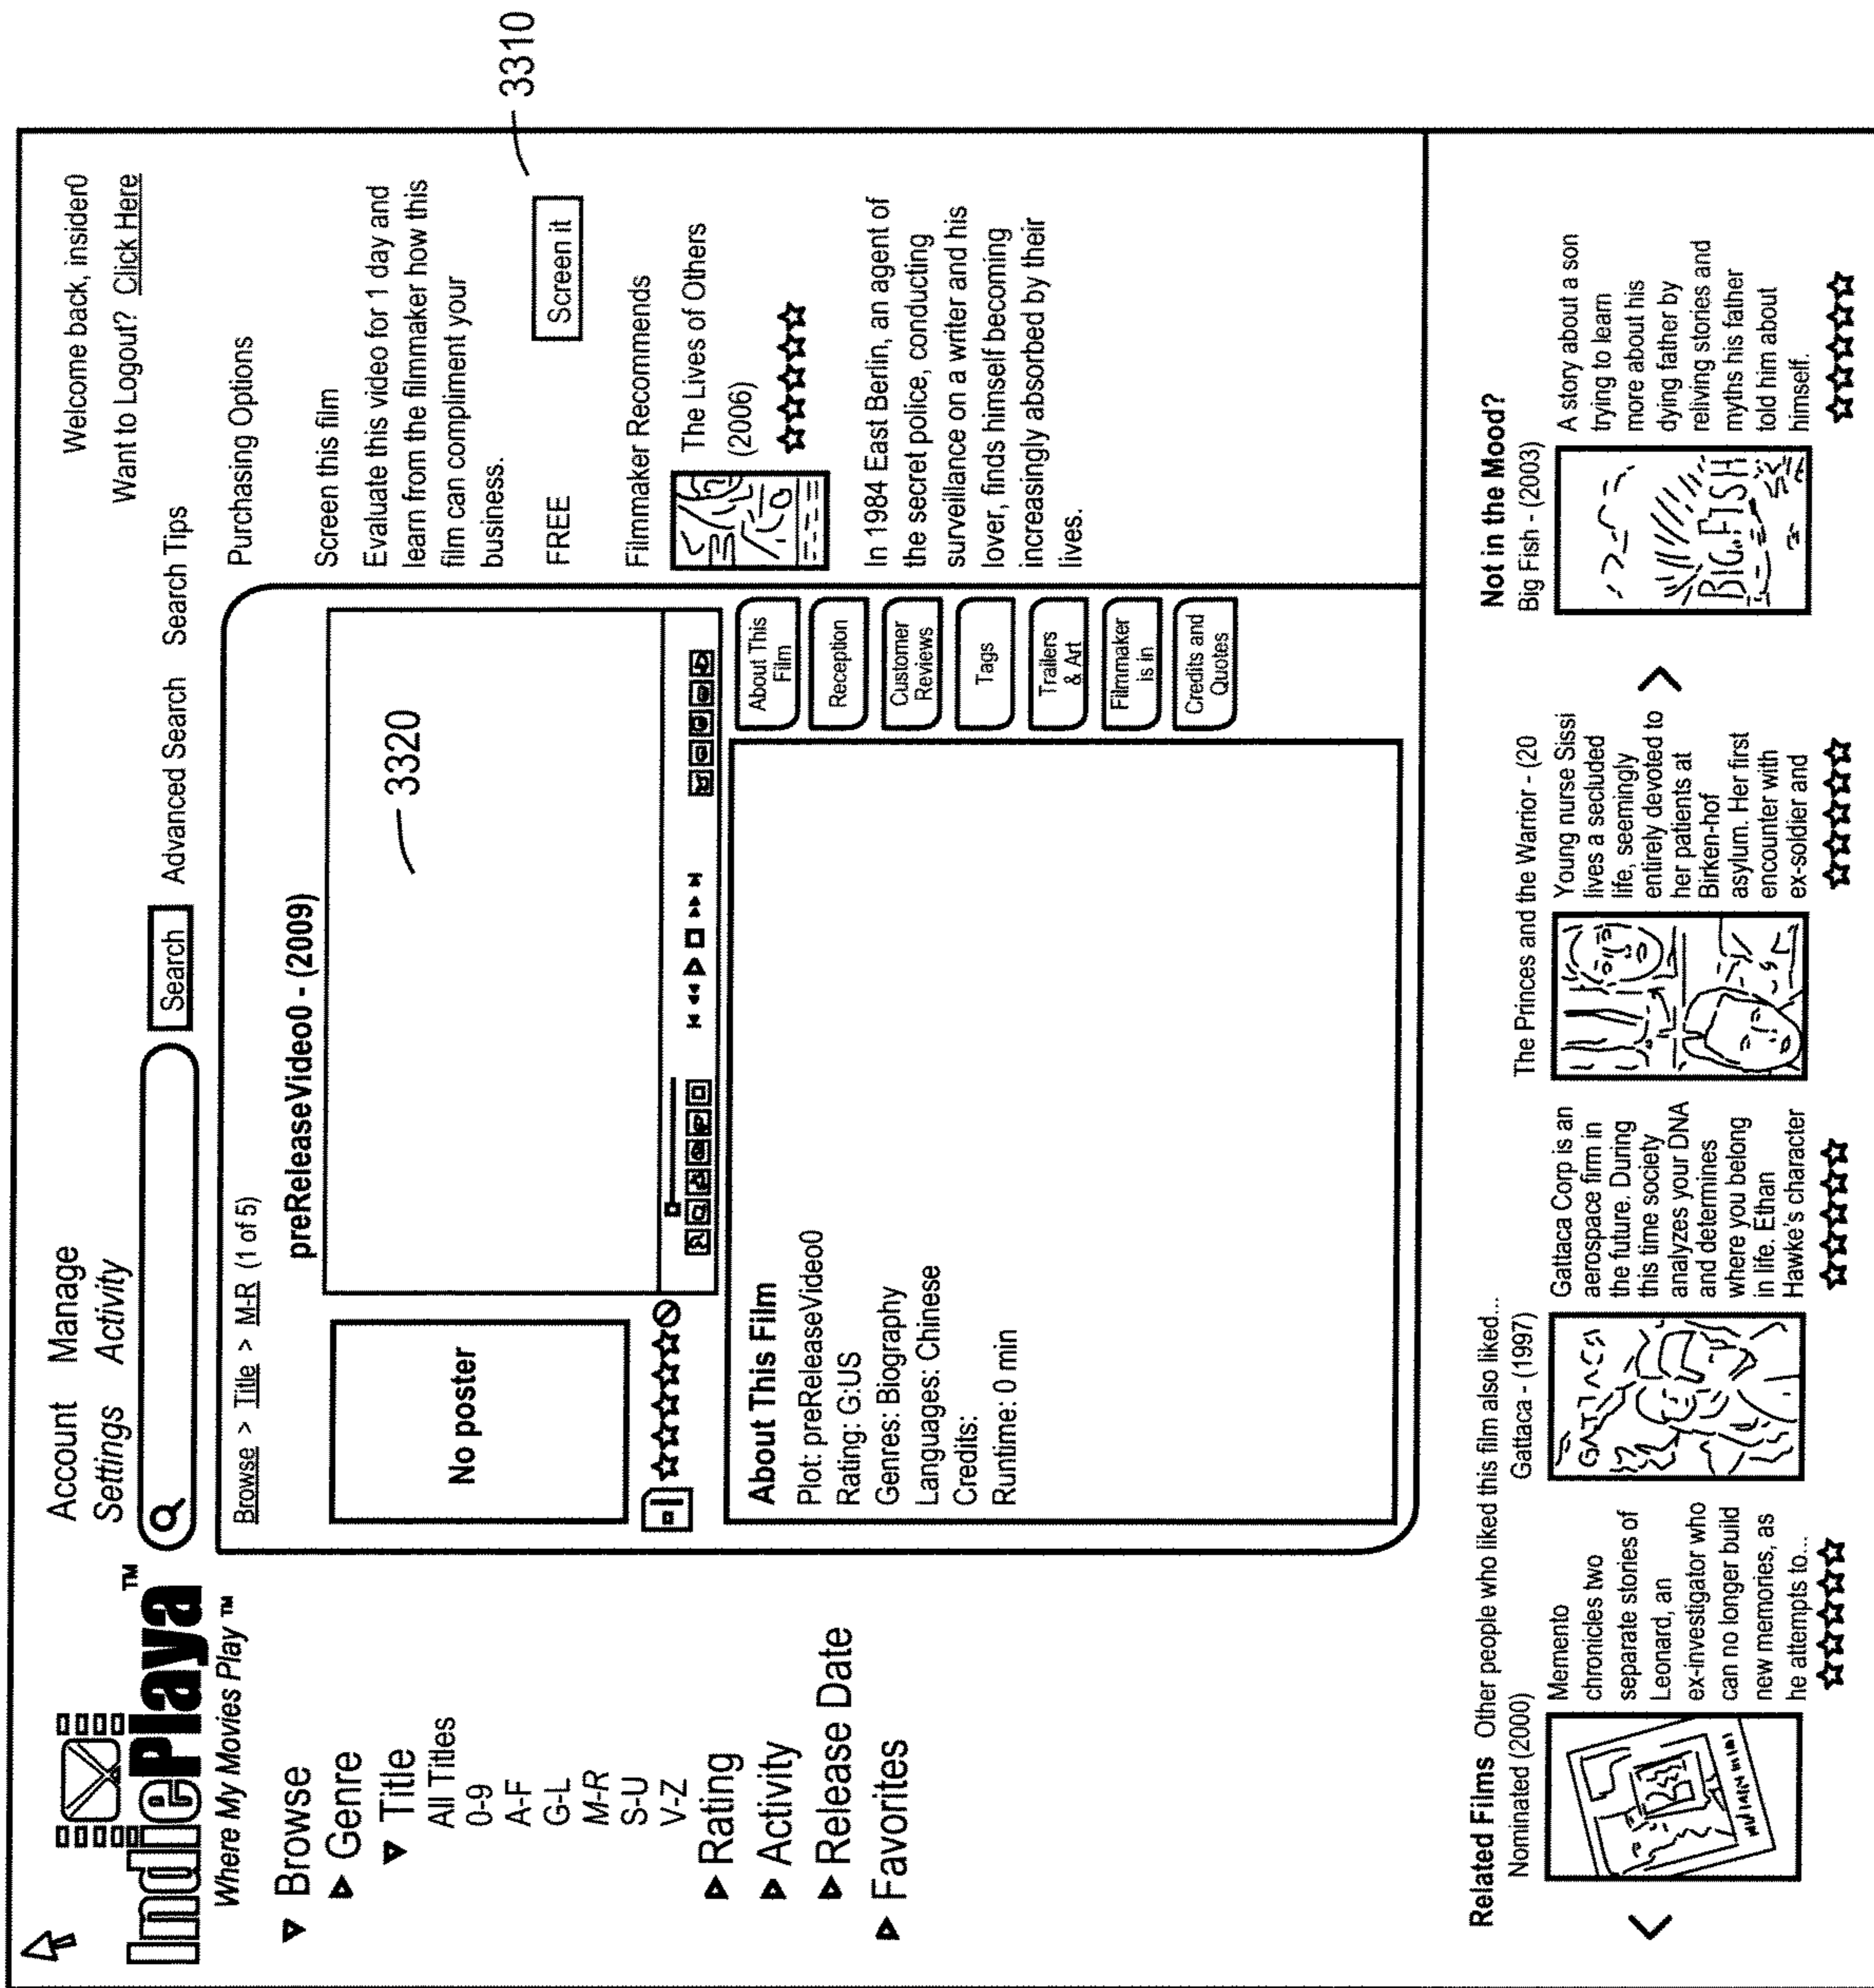 IndiePlaya™
Where My Movies Play ™
Account Manage
Settings Activity
Welcome back, insider0
Want to Logout? Click Here
Search Advanced Search Search Tips
Browse
Genre
Title
All Titles
0-9
A-F
G-L
M-R
S-U
V-Z
Rating
Activity
Release Date
Favorites
Browse > Title > M-R (1 of 5)
preReleaseVideo0 - (2009)
No poster
3320
About This Film
Plot: preReleaseVideo0
Rating: G:US
Genres: Biography
Languages: Chinese
Credits:
Runtime: 0 min
About This
Film
Reception
Customer
Reviews
Tags
Trailers
& Art
Filmmaker
is in
Credits and
Quotes
Purchasing Options
Screen this film
Evaluate this video for 1 day and
learn from the filmmaker how this
film can compliment your
business.
FREE
Screen it
3310
Filmmaker Recommends
The Lives of Others
(2006)
In 1984 East Berlin, an agent of
the secret police, conducting
surveillance on a writer and his
lover, finds himself becoming
increasingly absorbed by their
lives.
Related Films Other people who liked this film also liked...
Nominated (2000)
Memento
chronicles two
separate stories of
Leonard, an
ex-investigator who
can no longer build
new memories, as
he attempts to...
Gattaca - (1997)
GATTACA
Gattaca Corp is an
aerospace firm in
the future. During
this time society
analyzes your DNA
and determines
where you belong
in life. Ethan
Hawke's character
The Princes and the Warrior - (20
Young nurse Sissi
lives a secluded
life, seemingly
entirely devoted to
her patients at
Birken-hof
asylum. Her first
encounter with
ex-soldier and
Not in the Mood?
Big Fish - (2003)
BIG FISH
A story about a son
trying to learn
more about his
dying father by
reliving stories and
myths his father
told him about
himself.